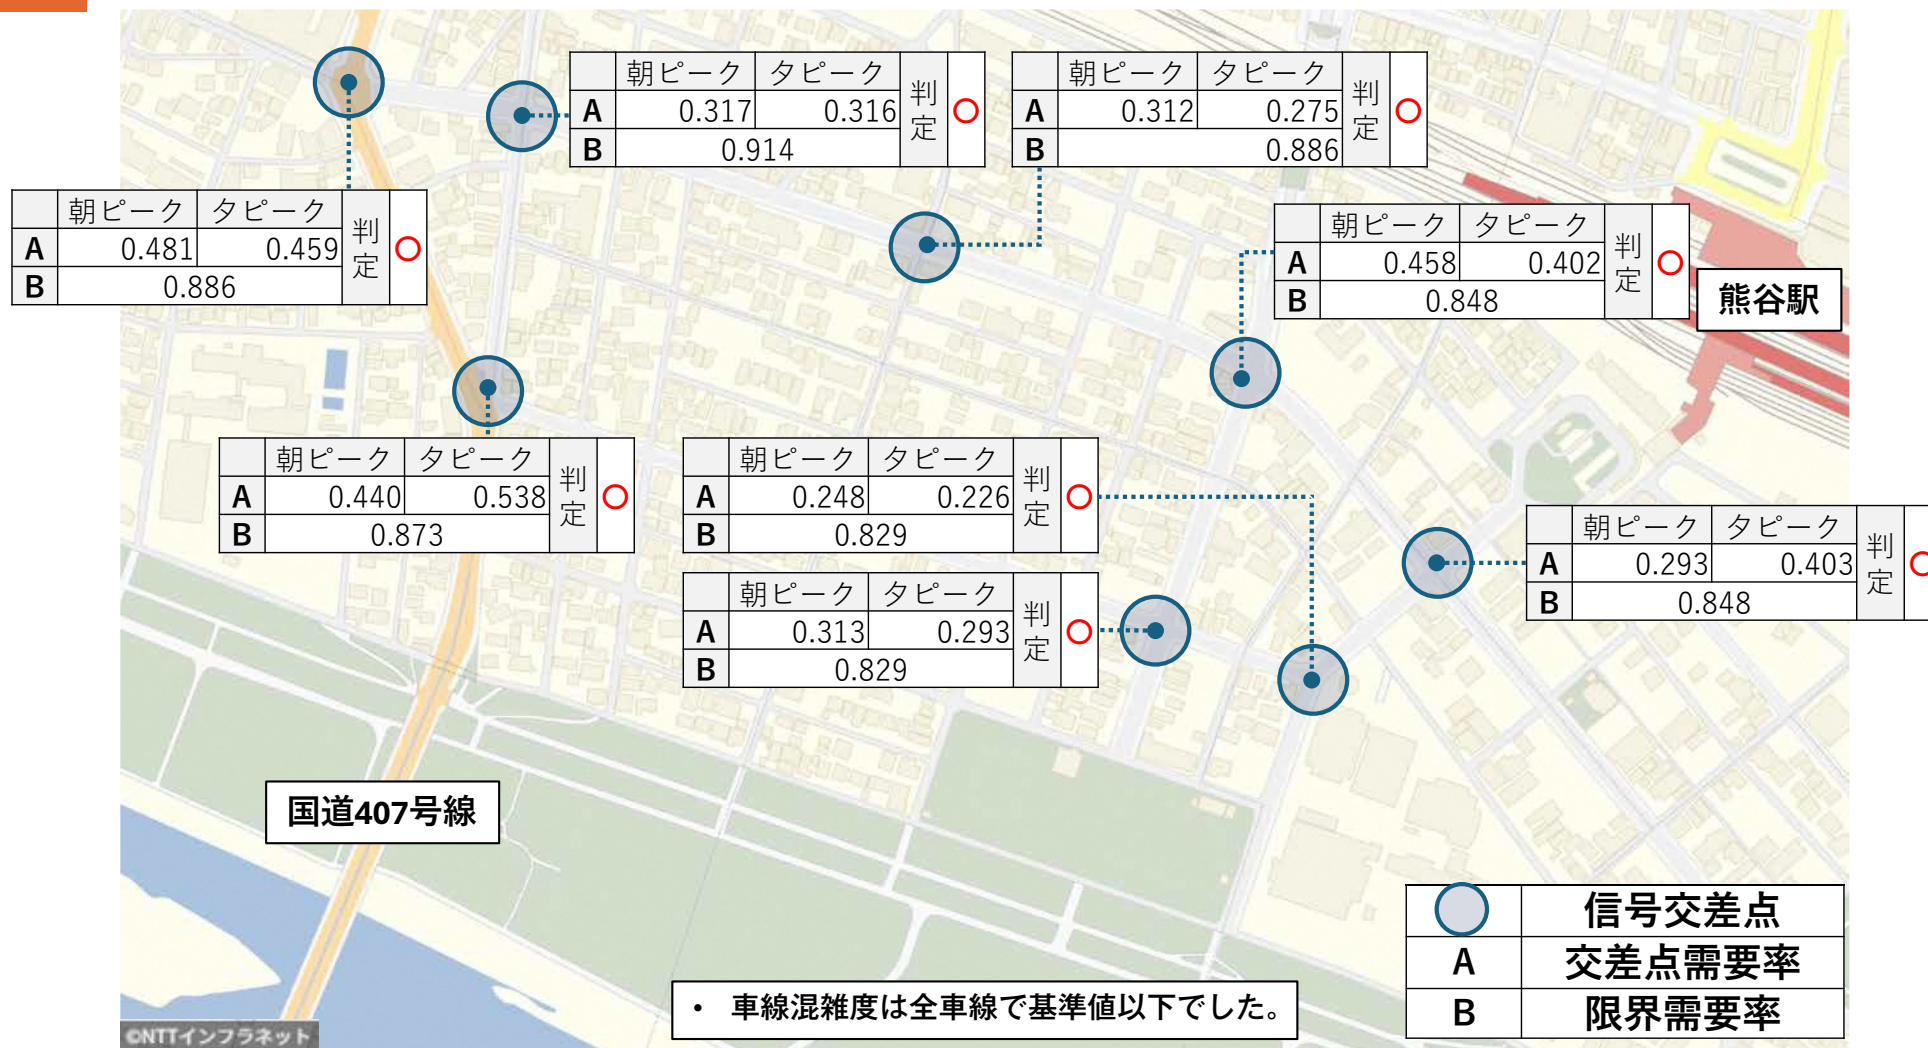 朝ピーク 夕ピーク 判定 ○
A 0.317 0.316
B 0.914
朝ピーク 夕ピーク 判定 ○
A 0.312 0.275
B 0.886
朝ピーク 夕ピーク 判定 ○
A 0.481 0.459
B 0.886
朝ピーク 夕ピーク 判定 ○
A 0.458 0.402
B 0.848
熊谷駅
朝ピーク 夕ピーク 判定 ○
A 0.440 0.538
B 0.873
朝ピーク 夕ピーク 判定 ○
A 0.248 0.226
B 0.829
朝ピーク 夕ピーク 判定 ○
A 0.293 0.403
B 0.848
朝ピーク 夕ピーク 判定 ○
A 0.313 0.293
B 0.829
国道407号線
信号交差点
A 交差点需要率
B 限界需要率
• 車線混雑度は全車線で基準値以下でした。
©NTTインフラネット